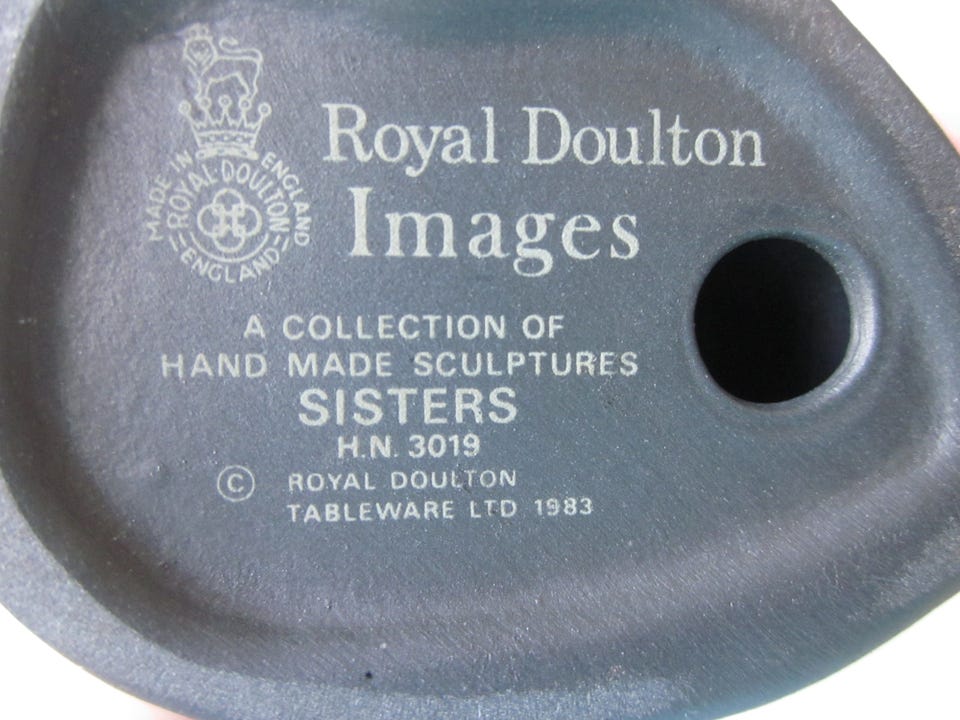 Royal Doulton
Images
MADE IN ENGLAND
ROYAL·DOULTON
ENGLAND
A COLLECTION OF
HAND MADE SCULPTURES
SISTERS
H.N. 3019
© ROYAL DOULTON
TABLEWARE LTD 1983